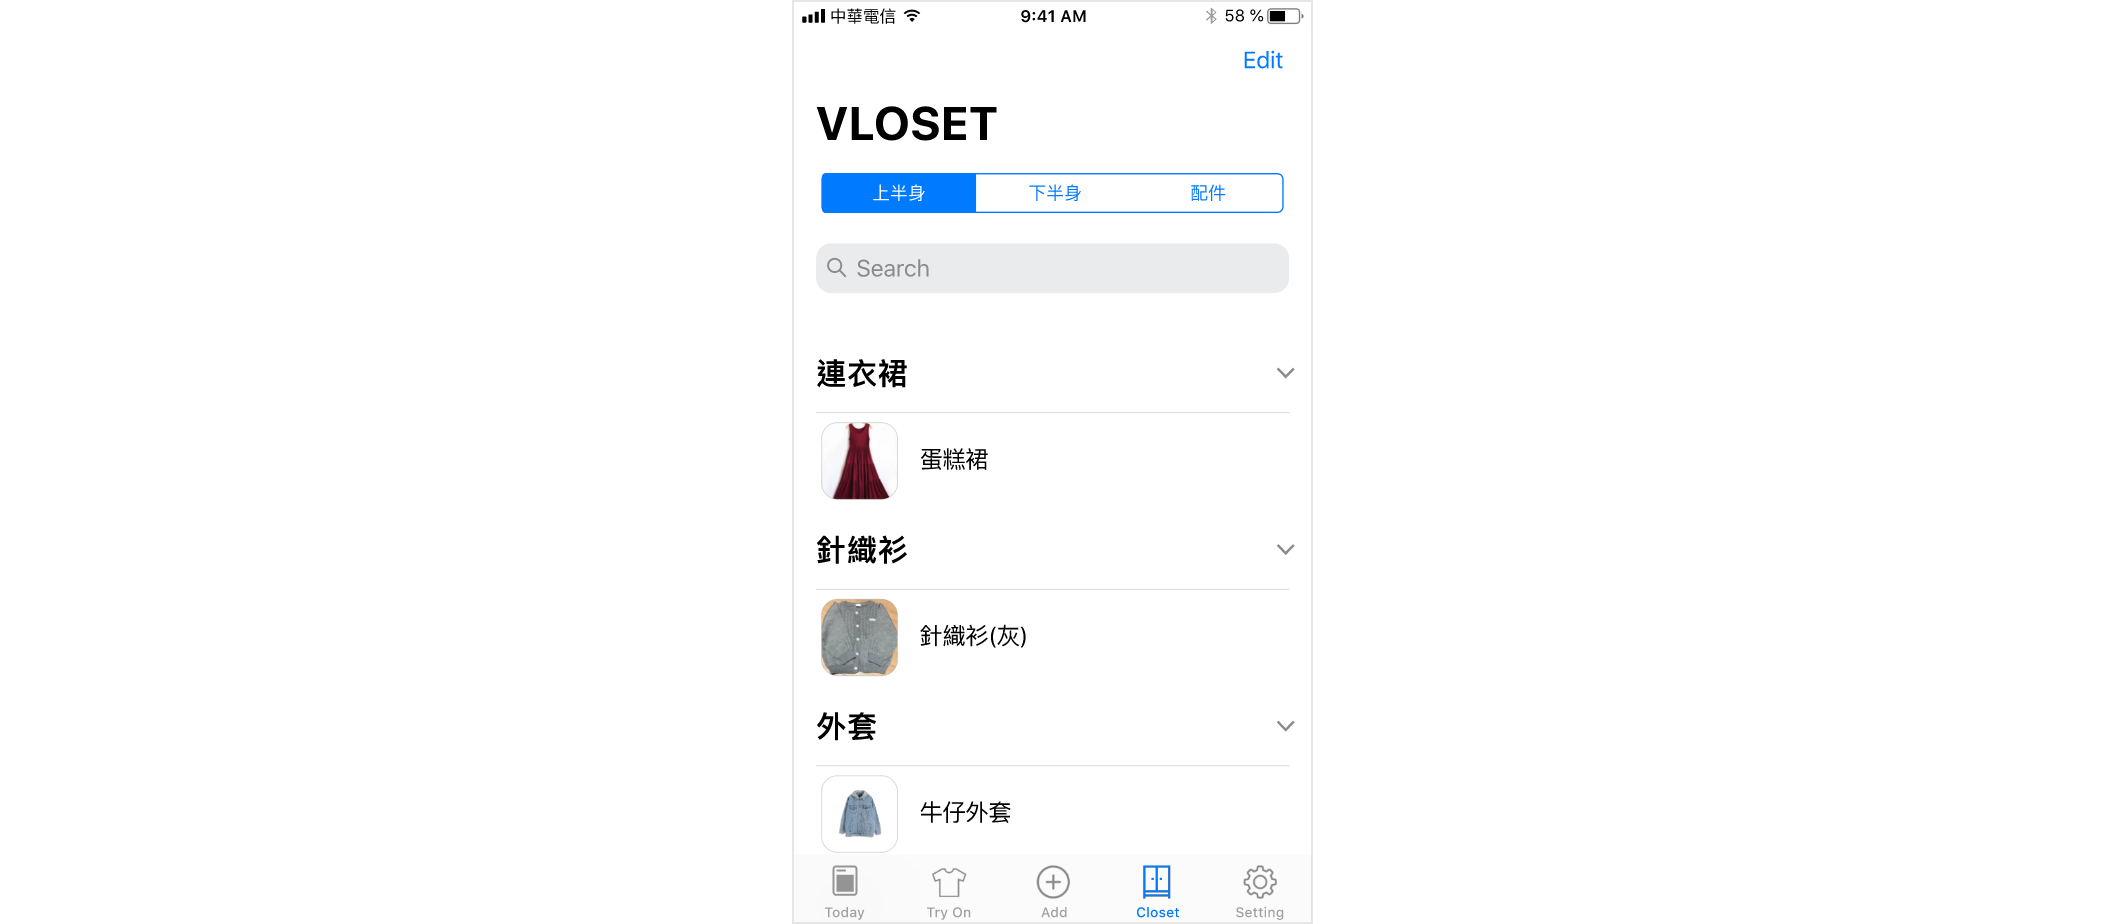 中華電信 9:41 AM 58 %
Edit
VLOSET
上半身 下半身 配件
Search
連衣裙
蛋糕裙
針織衫
針織衫(灰)
外套
牛仔外套
Today Try On Add Closet Setting